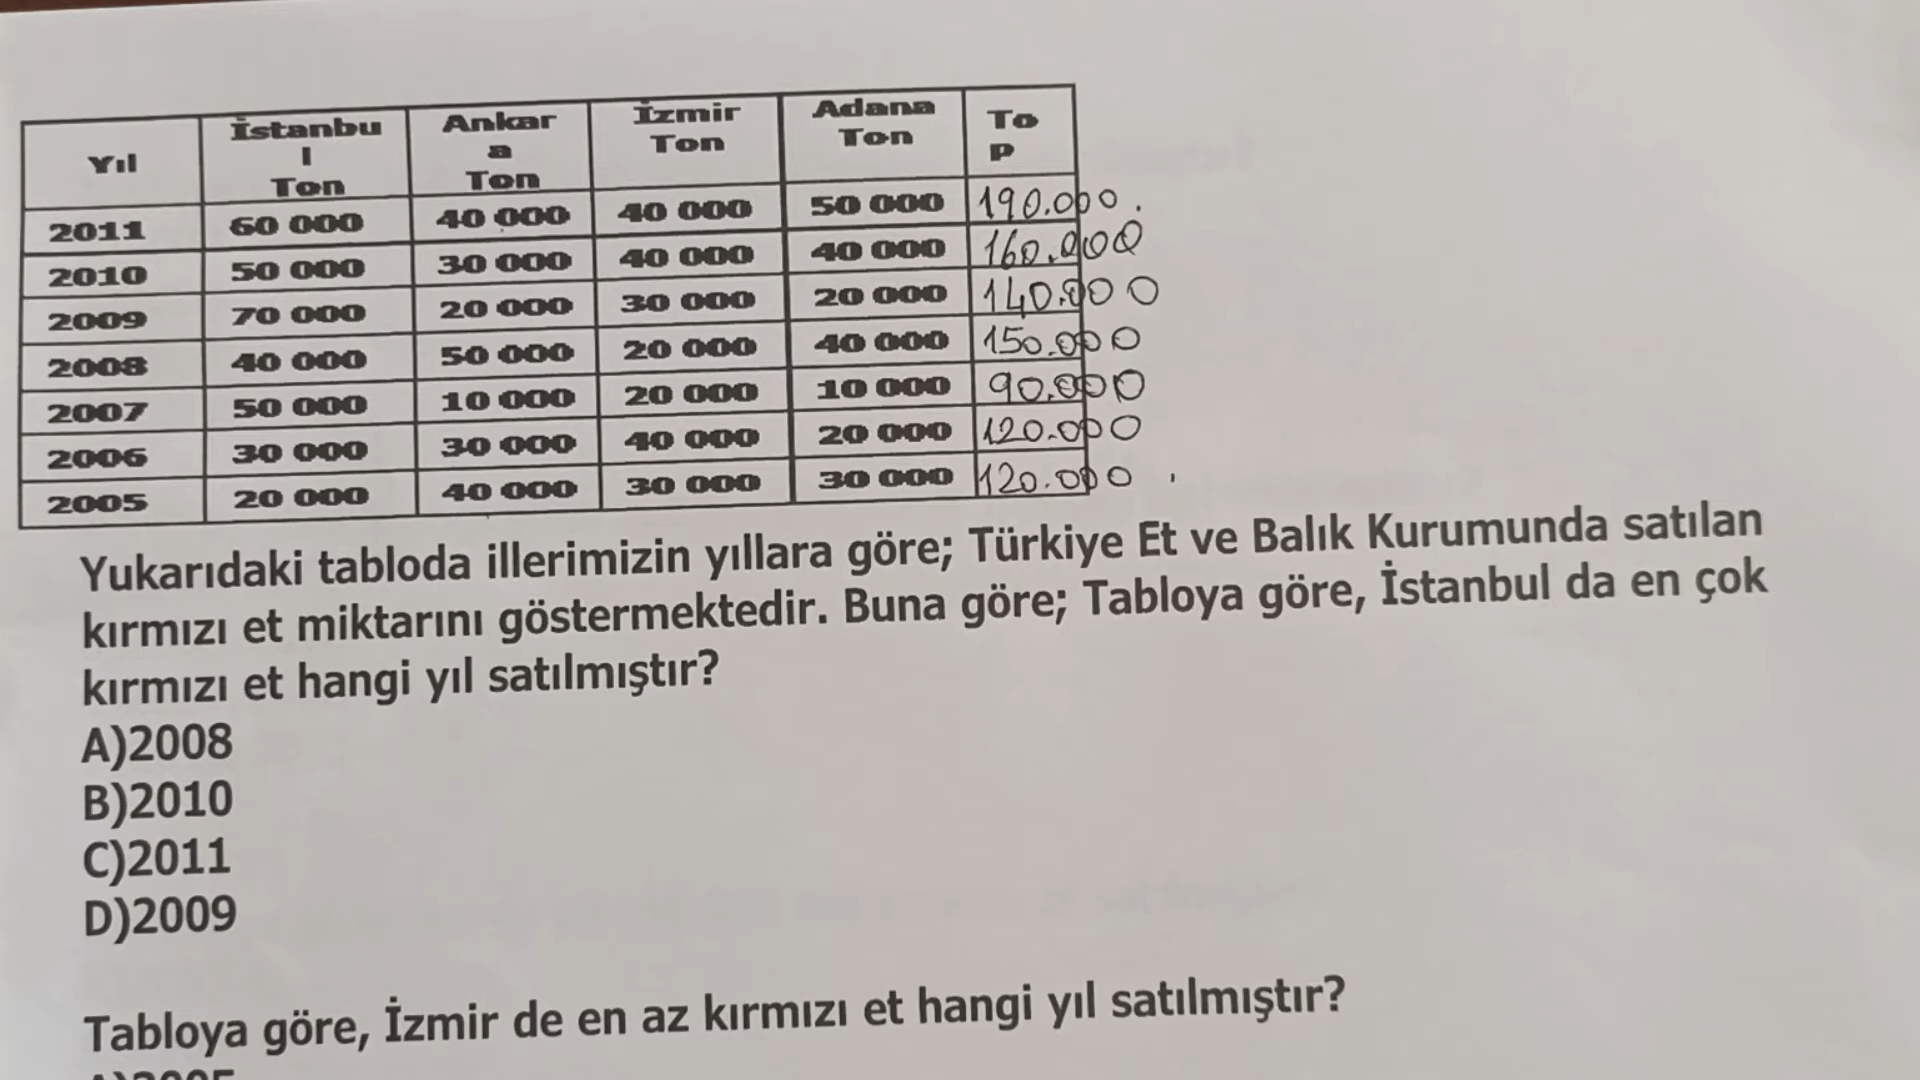 Yıl İstanbu l Ton Ankar a Ton İzmir Ton Adana Ton To P
2011 60 000 40 000 40 000 50 000 190.000.
2010 50 000 30 000 40 000 40 000 160.000
2009 70 000 20 000 30 000 20 000 140.000
2008 40 000 50 000 20 000 40 000 150.000
2007 50 000 10 000 20 000 10 000 90.000
2006 30 000 30 000 40 000 20 000 120.000
2005 20 000 40 000 30 000 30 000 120.000
Yukarıdaki tabloda illerimizin yıllara göre; Türkiye Et ve Balık Kurumunda satılan
kırmızı et miktarını göstermektedir. Buna göre; Tabloya göre, İstanbul da en çok
kırmızı et hangi yıl satılmıştır?
A)2008
B)2010
C)2011
D)2009
Tabloya göre, İzmir de en az kırmızı et hangi yıl satılmıştır?